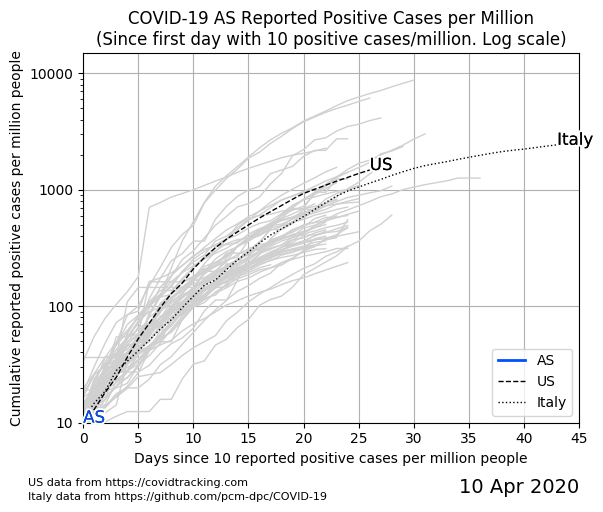 COVID-19 AS Reported Positive Cases per Million
(Since first day with 10 positive cases/million. Log scale)
Cumulative reported positive cases per million people
10000
1000
100
10
Italy
US
AS
AS
US
Italy
0 5 10 15 20 25 30 35 40 45
Days since 10 reported positive cases per million people
US data from https://covidtracking.com
Italy data from https://github.com/pcm-dpc/COVID-19
10 Apr 2020